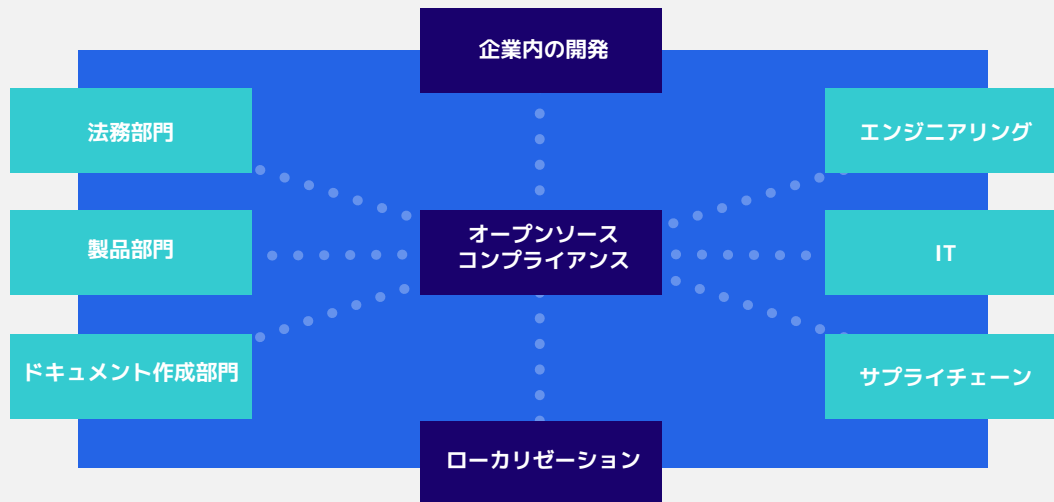 企業内の開発
法務部門
エンジニアリング
製品部門
オープンソース
コンプライアンス
IT
ドキュメント作成部門
サプライチェーン
ローカリゼーション